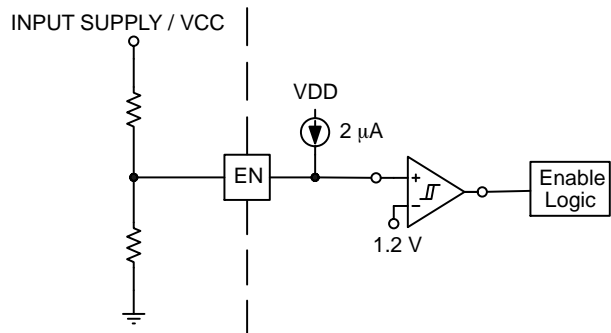 INPUT SUPPLY / VCC
VDD
2 μA
EN
+
−
1.2 V
Enable
Logic